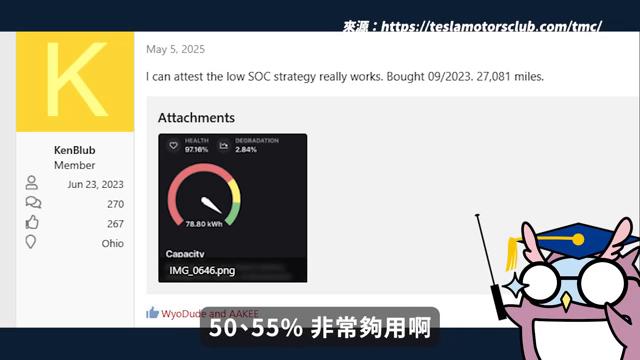 來源：https://teslamotorsclub.com/tmc/
May 5, 2025
I can attest the low SOC strategy really works. Bought 09/2023. 27,081 miles.
K
KenBlub
Member
Jun 23, 2023
270
267
Ohio
Attachments
HEALTH
97.16%
DEGRADATION
2.84%
78.80 kWh
Capacity
IMG_0646.png
WyoDude and AAKEE
50、55% 非常夠用啊